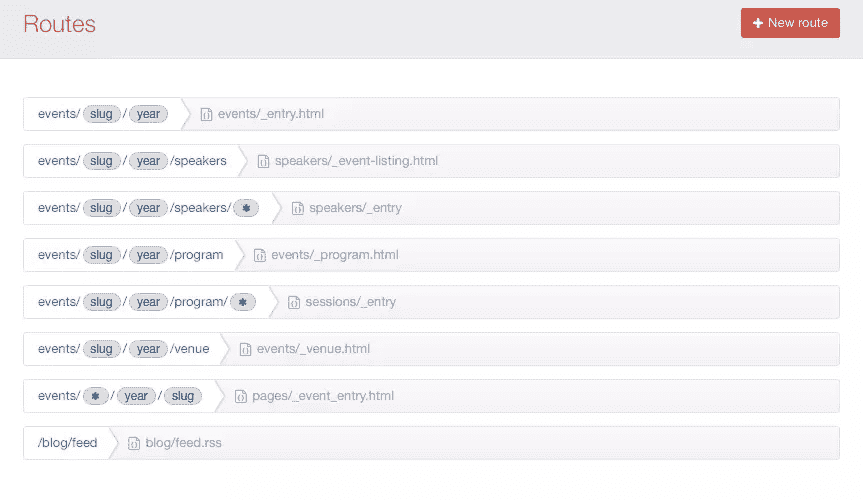 Routes
+ New route
events/ slug / year events/_entry.html
events/ slug / year /speakers speakers/_event-listing.html
events/ slug / year /speakers/ * speakers/_entry
events/ slug / year /program events/_program.html
events/ slug / year /program/ * sessions/_entry
events/ slug / year /venue events/_venue.html
events/ * / year / slug pages/_event_entry.html
/blog/feed blog/feed.rss